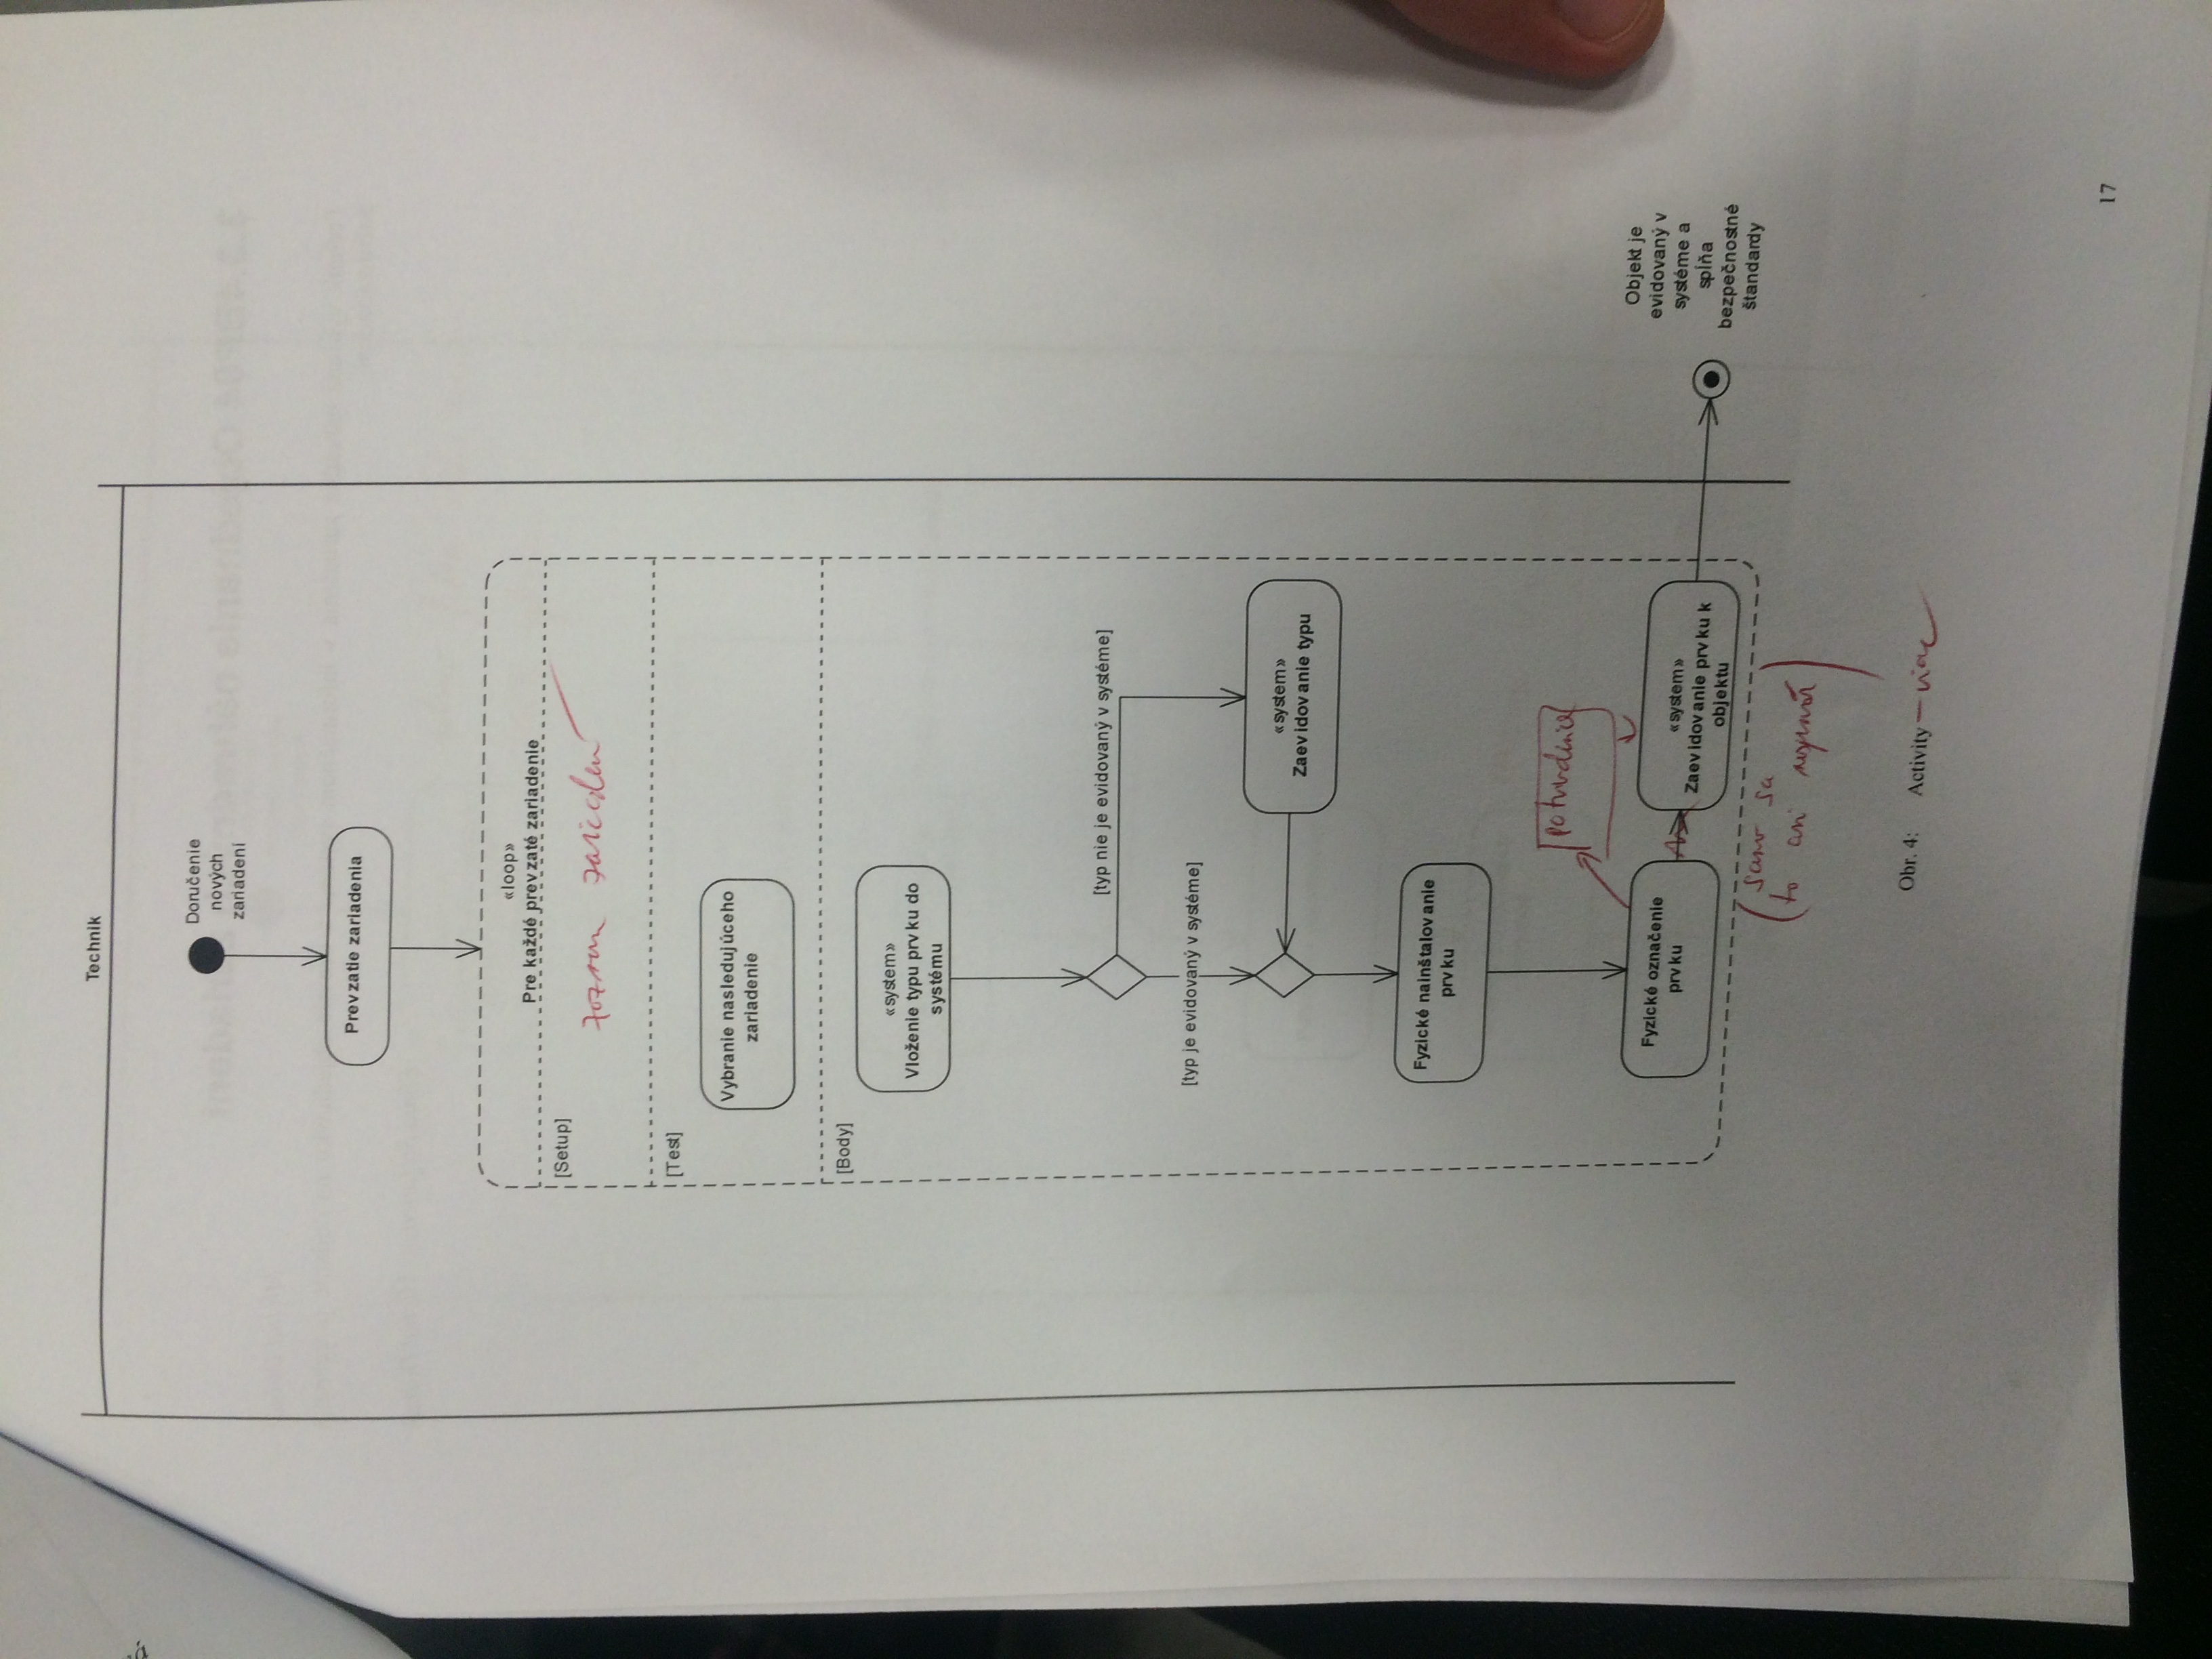 Technik
Doručenie
nových
zariadení
Prevzatie zariadenia
«loop»
Pre každé prevzaté zariadenie
[Setup]
zoznam zariadení
[Test]
Vybranie nasledujúceho
zariadenie
[Body]
«system»
Vloženie typu prvku do
systému
[typ nie je evidovaný v systéme]
[typ je evidovaný v systéme]
«system»
Zaevidovanie typu
Fyzické nainštalovanie
prvku
potvrdenie
Fyzické označenie
prvku
«system»
Zaevidovanie prvku k
objektu
Objekt je
evidovaný v
systéme a
spĺňa
bezpečnostné
štandardy
samo sa
to ani
Obr. 4: Activity – viac
17